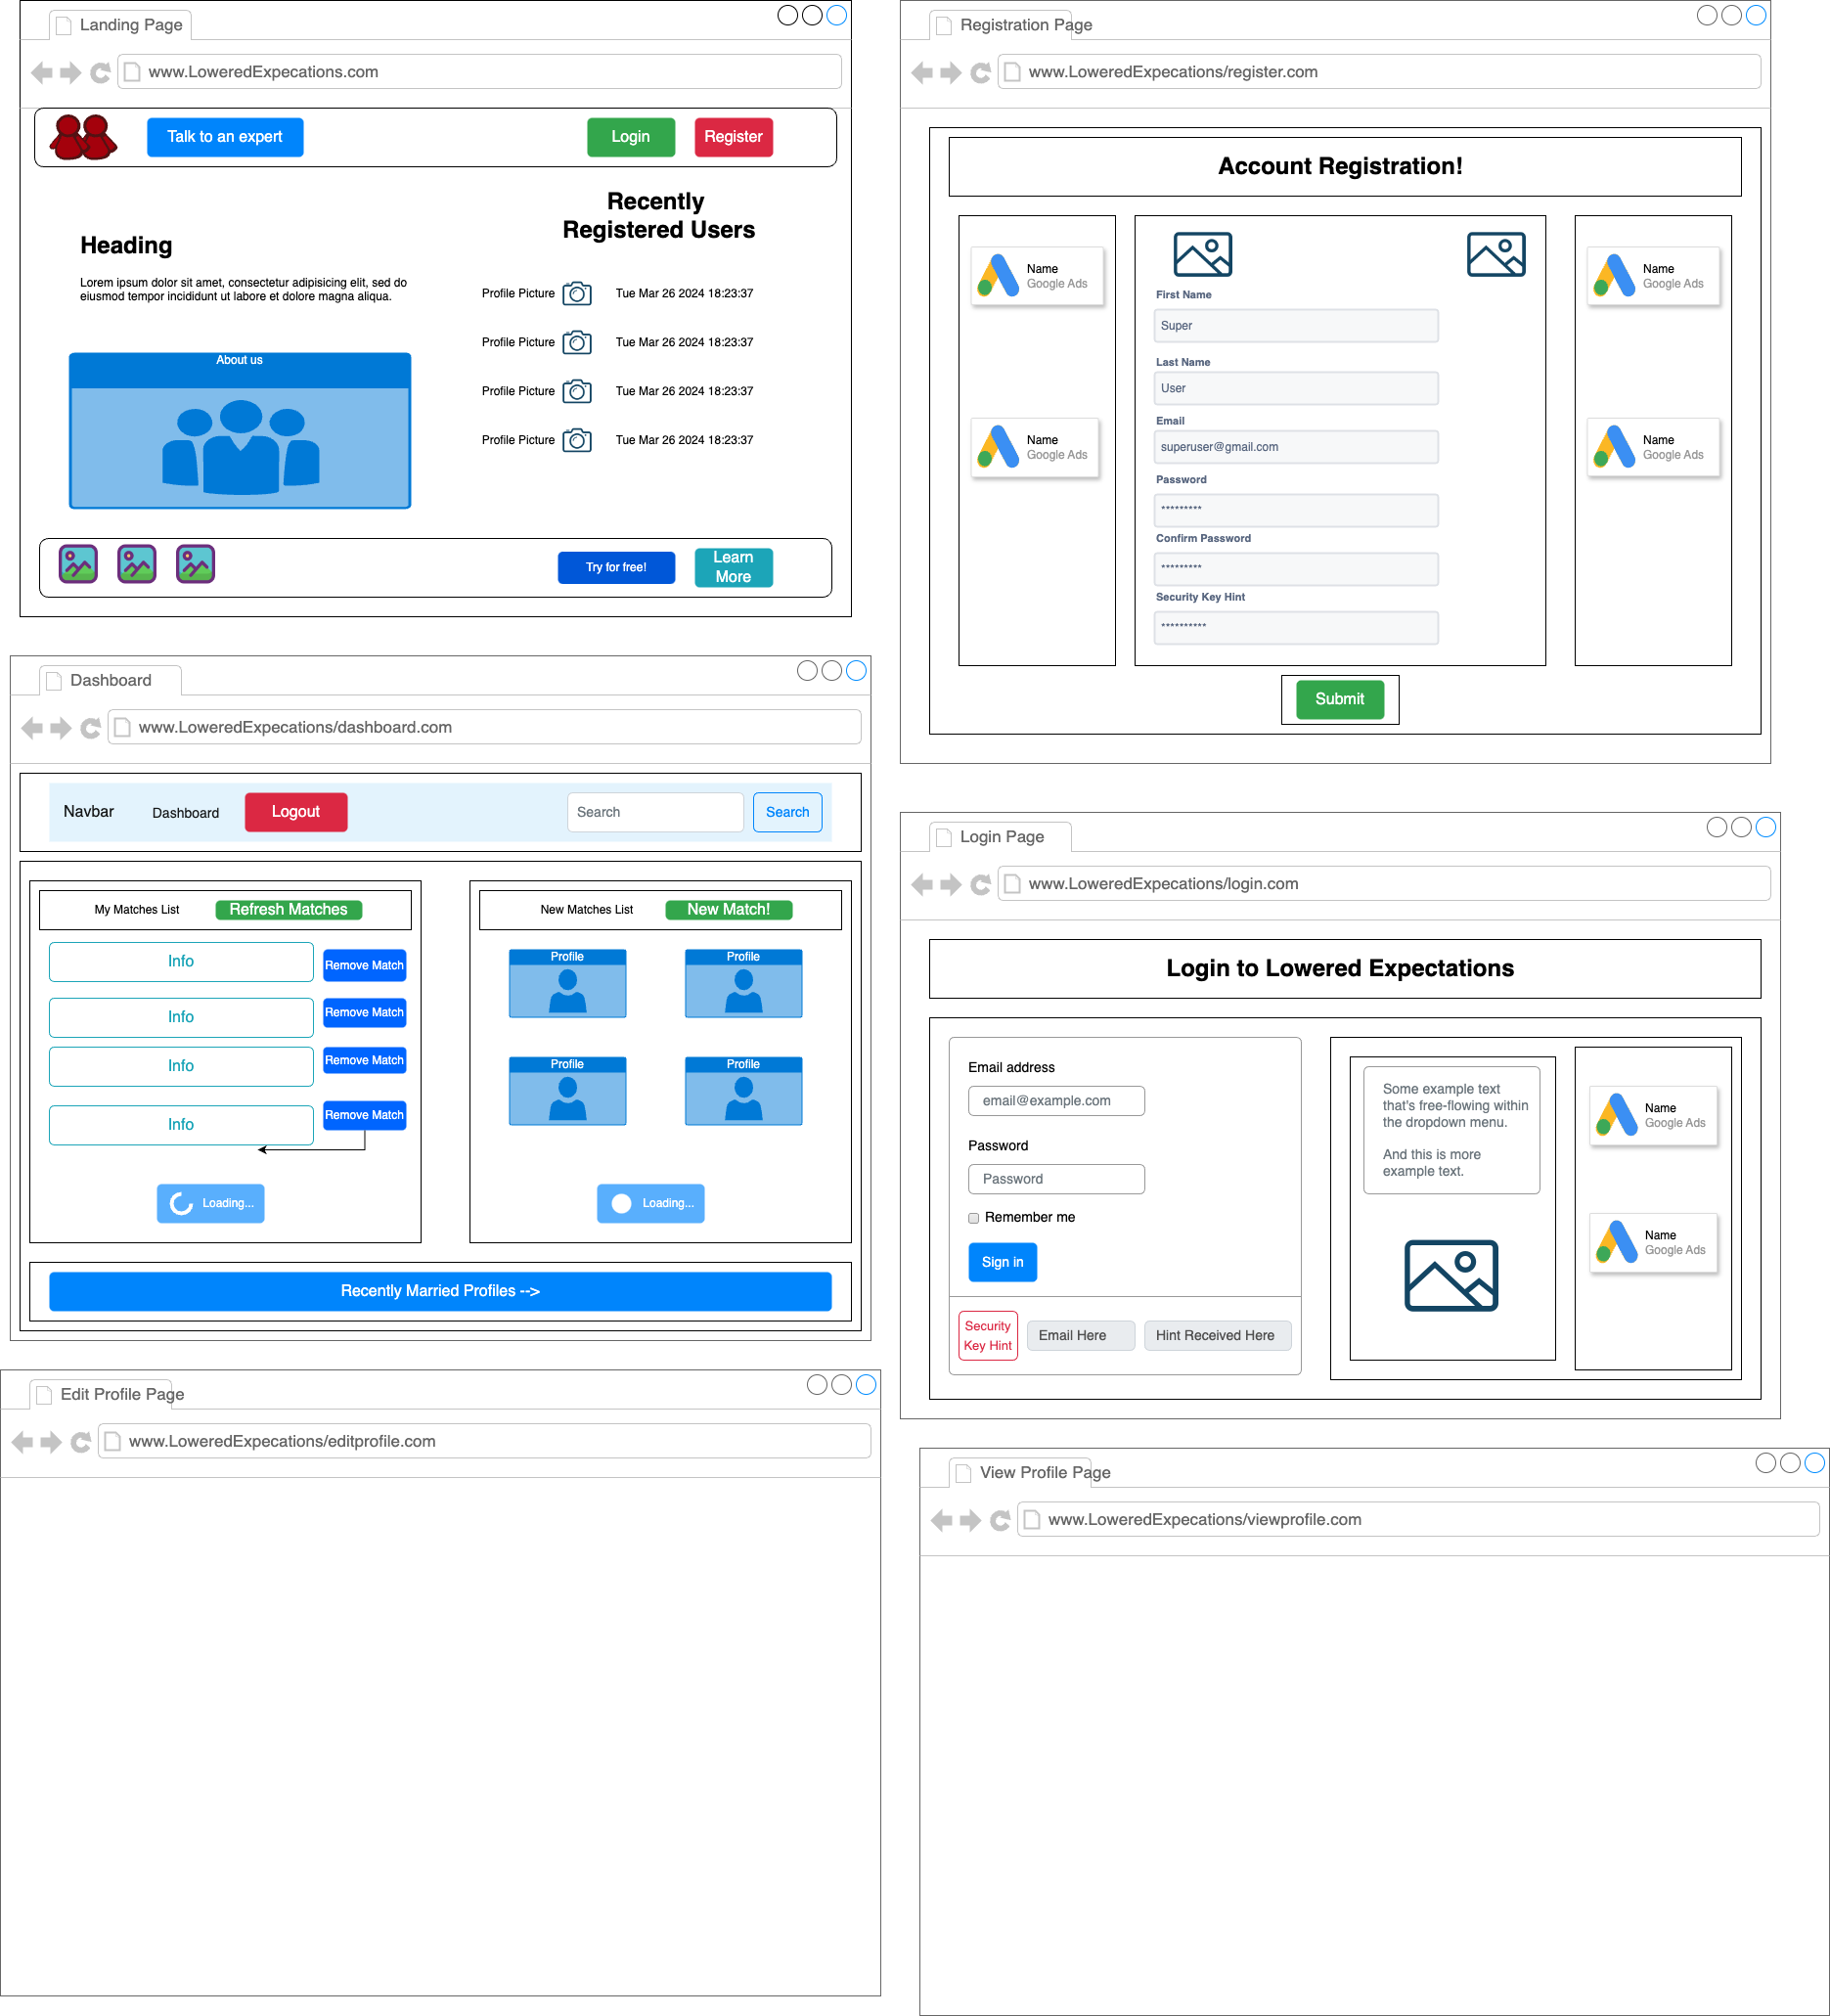 Landing Page
www.LoweredExpecations.com
Talk to an expert
Login
Register
Heading
Lorem ipsum dolor sit amet, consectetur adipisicing elit, sed do
eiusmod tempor incididunt ut labore et dolore magna aliqua.
About us
Recently
Registered Users
Profile Picture Tue Mar 26 2024 18:23:37
Profile Picture Tue Mar 26 2024 18:23:37
Profile Picture Tue Mar 26 2024 18:23:37
Profile Picture Tue Mar 26 2024 18:23:37
Try for free!
Learn
More
Registration Page
www.LoweredExpecations/register.com
Account Registration!
Name
Google Ads
Name
Google Ads
First Name
Super
Last Name
User
Email
superuser@gmail.com
Password
*********
Confirm Password
*********
Security Key Hint
**********
Name
Google Ads
Name
Google Ads
Submit
Dashboard
www.LoweredExpecations/dashboard.com
Navbar
Dashboard
Logout
Search
Search
My Matches List
Refresh Matches
Info
Remove Match
Info
Remove Match
Info
Remove Match
Info
Remove Match
Loading...
New Matches List
New Match!
Profile
Profile
Profile
Profile
Loading...
Recently Married Profiles -->
Login Page
www.LoweredExpecations/login.com
Login to Lowered Expectations
Email address
email@example.com
Password
Password
Remember me
Sign in
Security
Key Hint
Email Here
Hint Received Here
Some example text
that's free-flowing within
the dropdown menu.
And this is more
example text.
Name
Google Ads
Name
Google Ads
Edit Profile Page
www.LoweredExpecations/editprofile.com
View Profile Page
www.LoweredExpecations/viewprofile.com